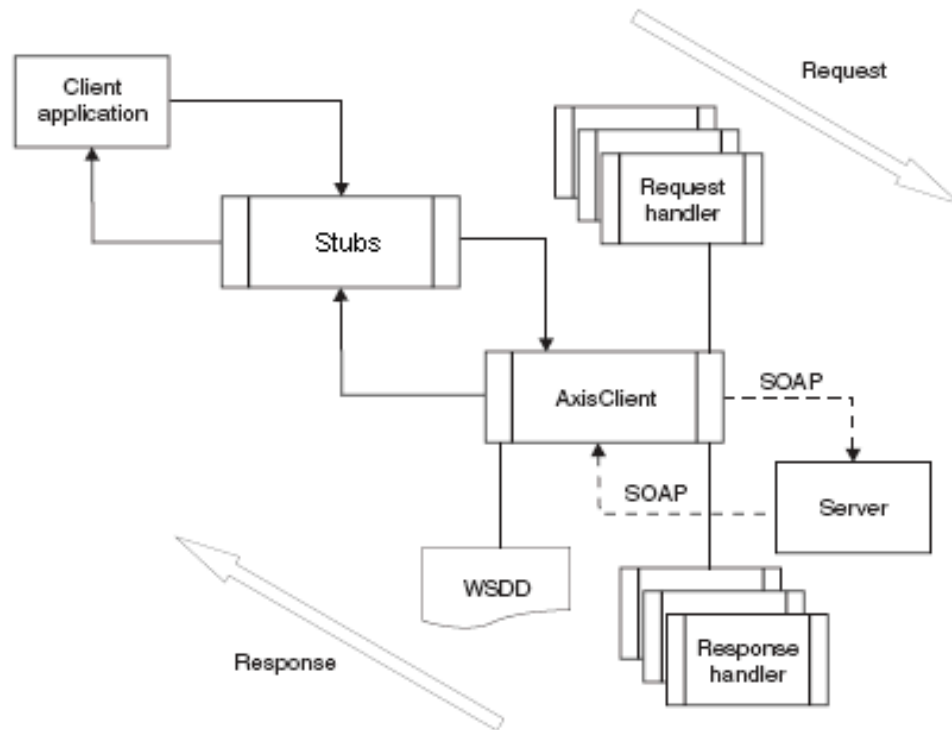 Client
application
Request
Request
handler
Stubs
AxisClient
SOAP
SOAP
Server
WSDD
Response
Response
handler